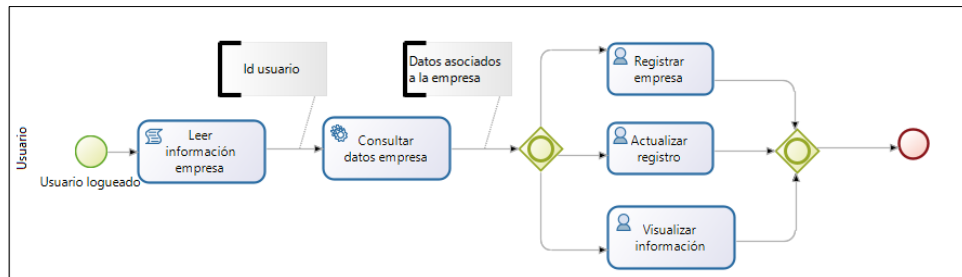 Usuario
Usuario logueado
Leer
información
empresa
Id usuario
Consultar
datos empresa
Datos asociados
a la empresa
Registrar
empresa
Actualizar
registro
Visualizar
información